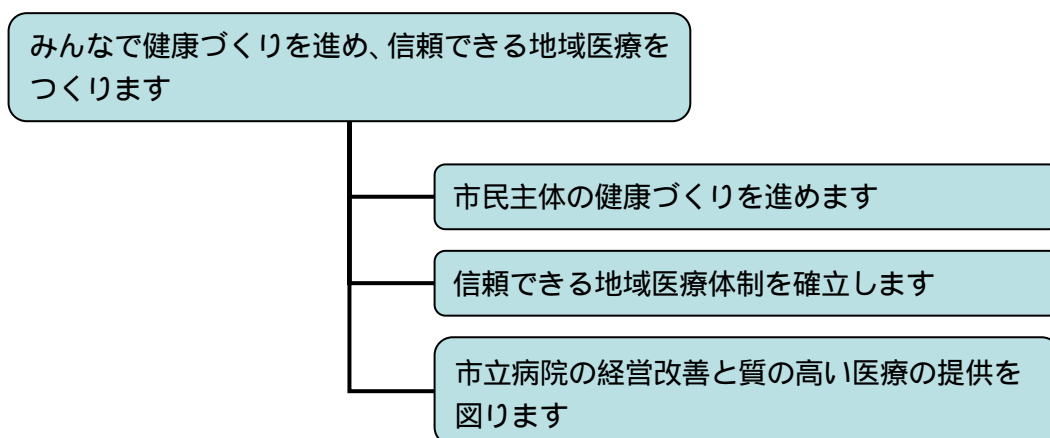 みんなで健康づくりを進め、信頼できる地域医療を
つくります
市民主体の健康づくりを進めます
信頼できる地域医療体制を確立します
市立病院の経営改善と質の高い医療の提供を
図ります